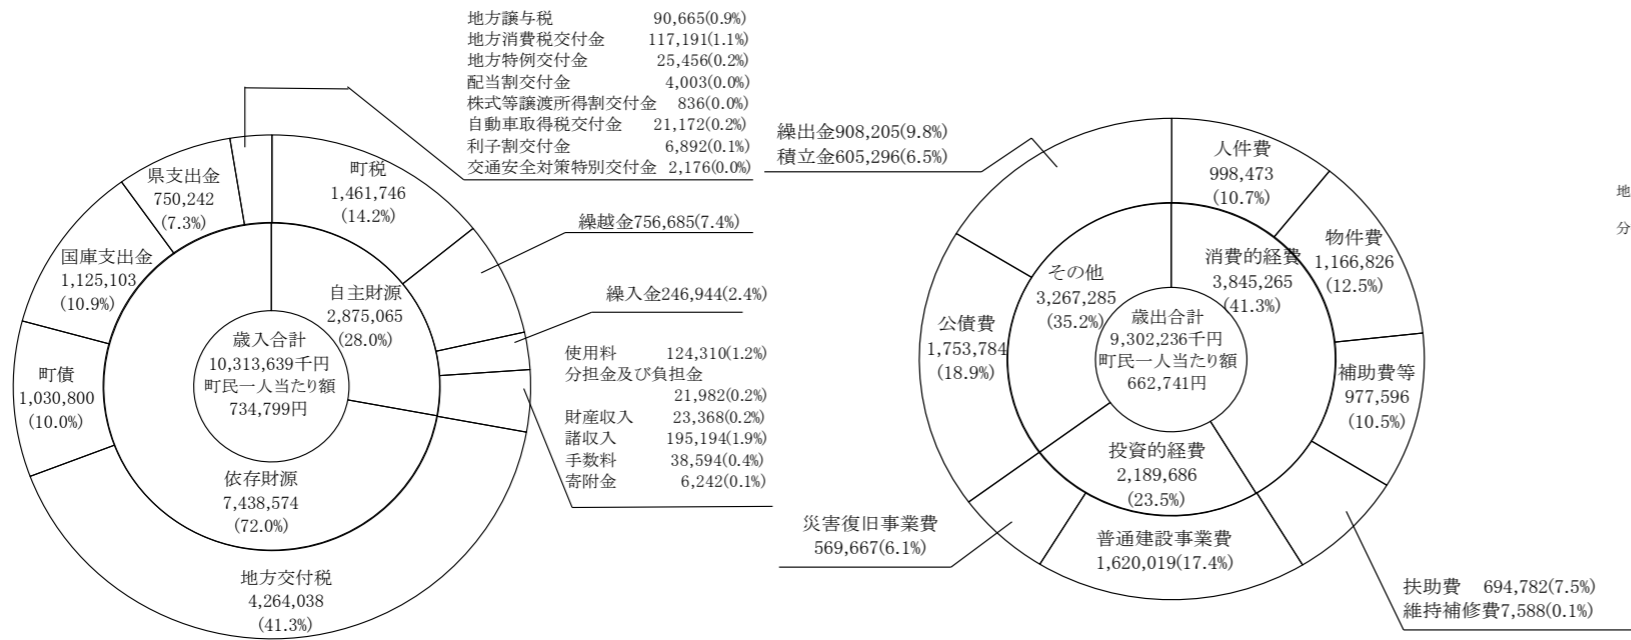 地方譲与税 90,665(0.9%)
地方消費税交付金 117,191(1.1%)
地方特例交付金 25,456(0.2%)
配当割交付金 4,003(0.0%)
株式等譲渡所得割交付金 836(0.0%)
自動車取得税交付金 21,172(0.2%)
利子割交付金 6,892(0.1%)
交通安全対策特別交付金 2,176(0.0%)
町税
1,461,746
(14.2%)
繰越金756,685(7.4%)
繰入金246,944(2.4%)
使用料 124,310(1.2%)
分担金及び負担金
21,982(0.2%)
財産収入 23,368(0.2%)
諸収入 195,194(1.9%)
手数料 38,594(0.4%)
寄附金 6,242(0.1%)
県支出金
750,242
(7.3%)
国庫支出金
1,125,103
(10.9%)
町債
1,030,800
(10.0%)
地方交付税
4,264,038
(41.3%)
自主財源
2,875,065
(28.0%)
依存財源
7,438,574
(72.0%)
歳入合計
10,313,639千円
町民一人当たり額
734,799円
繰出金908,205(9.8%)
積立金605,296(6.5%)
人件費
998,473
(10.7%)
物件費
1,166,826
(12.5%)
補助費等
977,596
(10.5%)
扶助費 694,782(7.5%)
維持補修費7,588(0.1%)
普通建設事業費
1,620,019(17.4%)
災害復旧事業費
569,667(6.1%)
公債費
1,753,784
(18.9%)
その他
3,267,285
(35.2%)
消費的経費
3,845,265
(41.3%)
投資的経費
2,189,686
(23.5%)
歳出合計
9,302,236千円
町民一人当たり額
662,741円
地
分